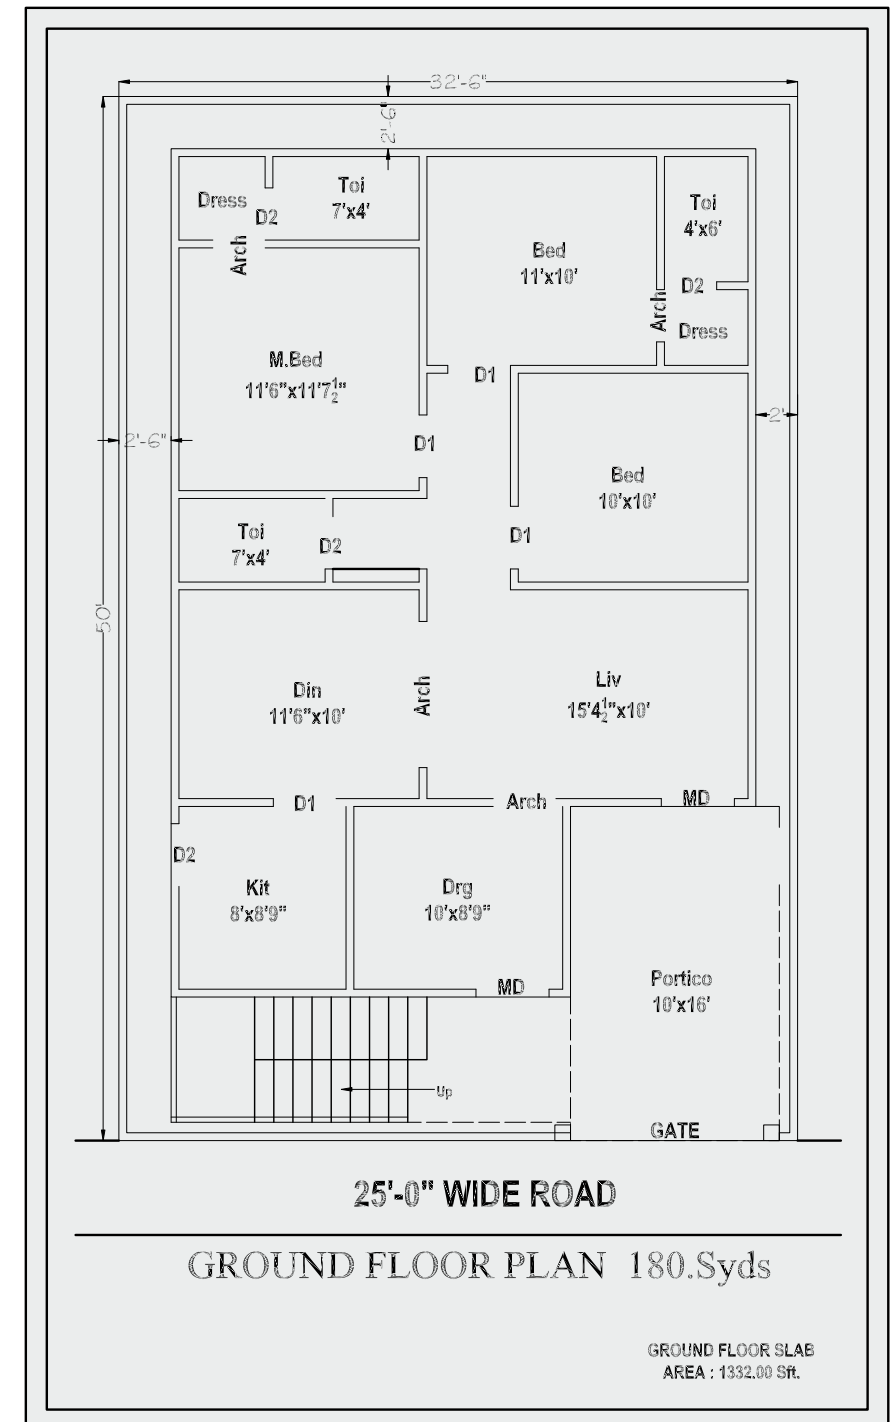 32'-6"
2'-6"
Dress
D2
Toi
7'x4'
Arch
Bed
11'x10'
Toi
4'x6'
D2
Arch
Dress
M.Bed
11'6"x11'7½"
D1
D1
2'
2'-6"
Bed
10'x10'
Toi
7'x4'
D2
D1
50'
Din
11'6"x10'
Arch
Liv
15'4½"x10'
D1
Arch
MD
D2
Kit
8'x8'9"
Drg
10'x8'9"
MD
Portico
10'x16'
Up
GATE
25'-0" WIDE ROAD
GROUND FLOOR PLAN 180.Syds
GROUND FLOOR SLAB
AREA : 1332.00 Sft.